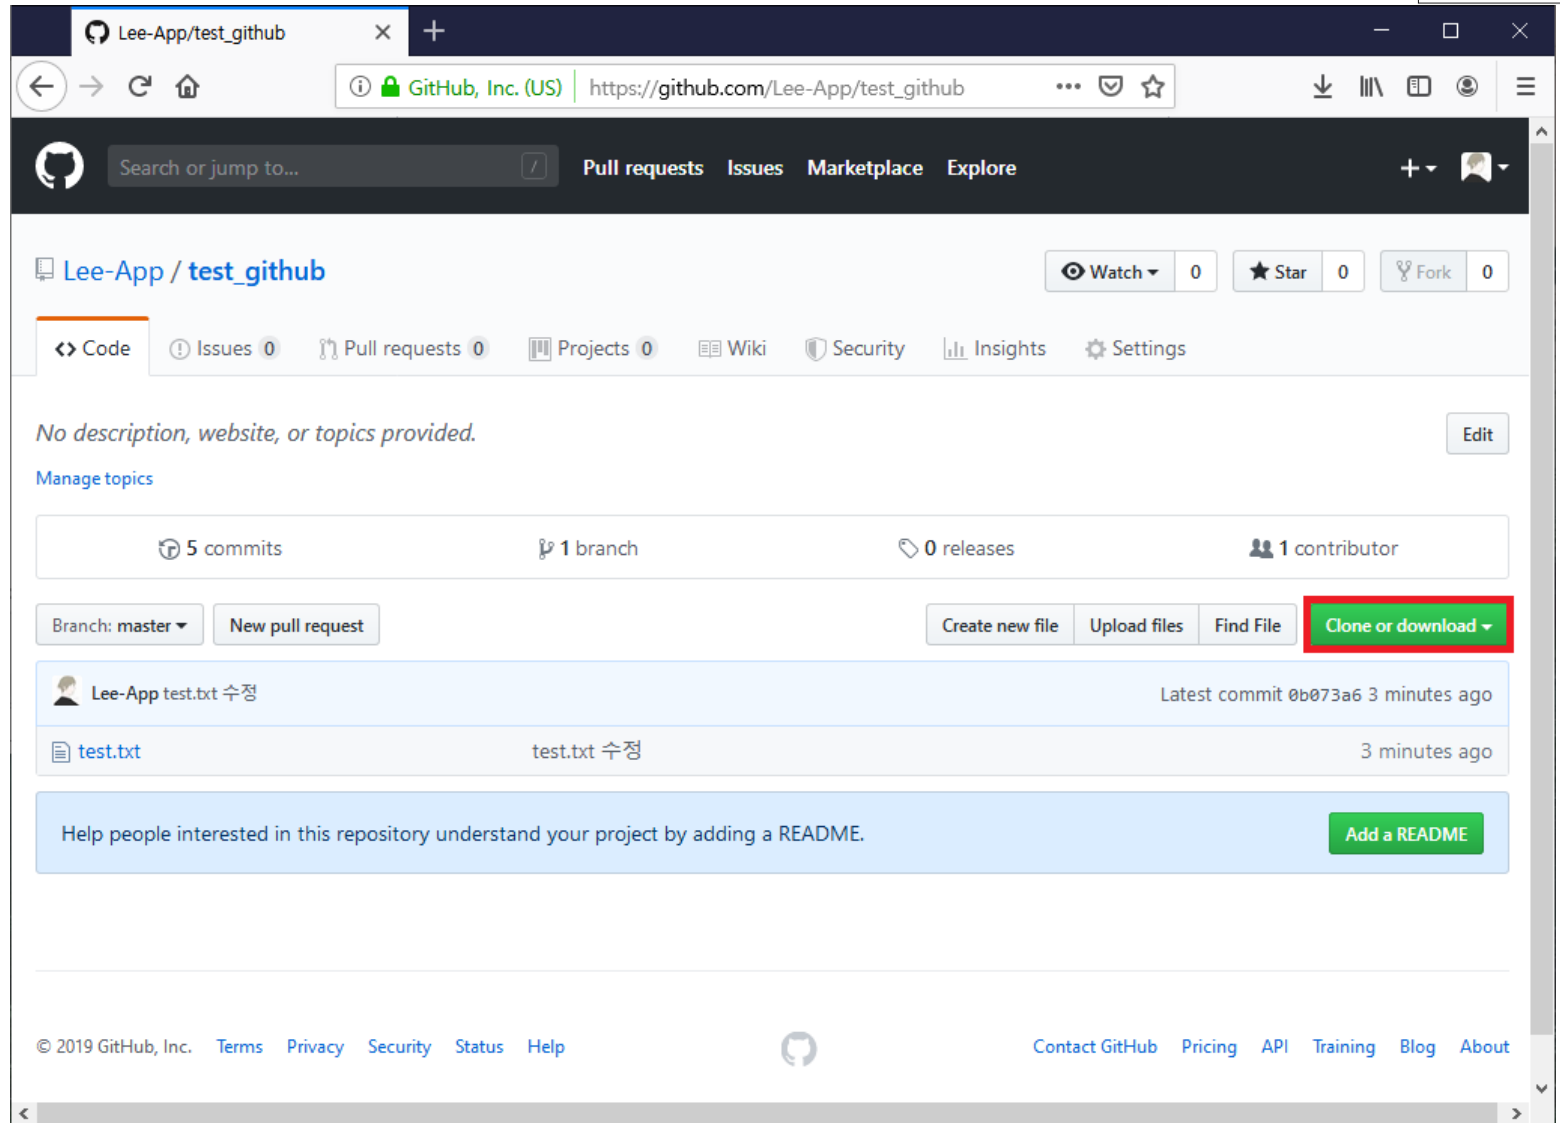 Lee-App/test_github
GitHub, Inc. (US) https://github.com/Lee-App/test_github
Search or jump to... / Pull requests Issues Marketplace Explore
Lee-App / test_github Watch 0 Star 0 Fork 0
Code Issues 0 Pull requests 0 Projects 0 Wiki Security Insights Settings
No description, website, or topics provided. Edit
Manage topics
5 commits 1 branch 0 releases 1 contributor
Branch: master New pull request Create new file Upload files Find File Clone or download
Lee-App test.txt 수정 Latest commit 0b073a6 3 minutes ago
test.txt test.txt 수정 3 minutes ago
Help people interested in this repository understand your project by adding a README. Add a README
© 2019 GitHub, Inc. Terms Privacy Security Status Help Contact GitHub Pricing API Training Blog About